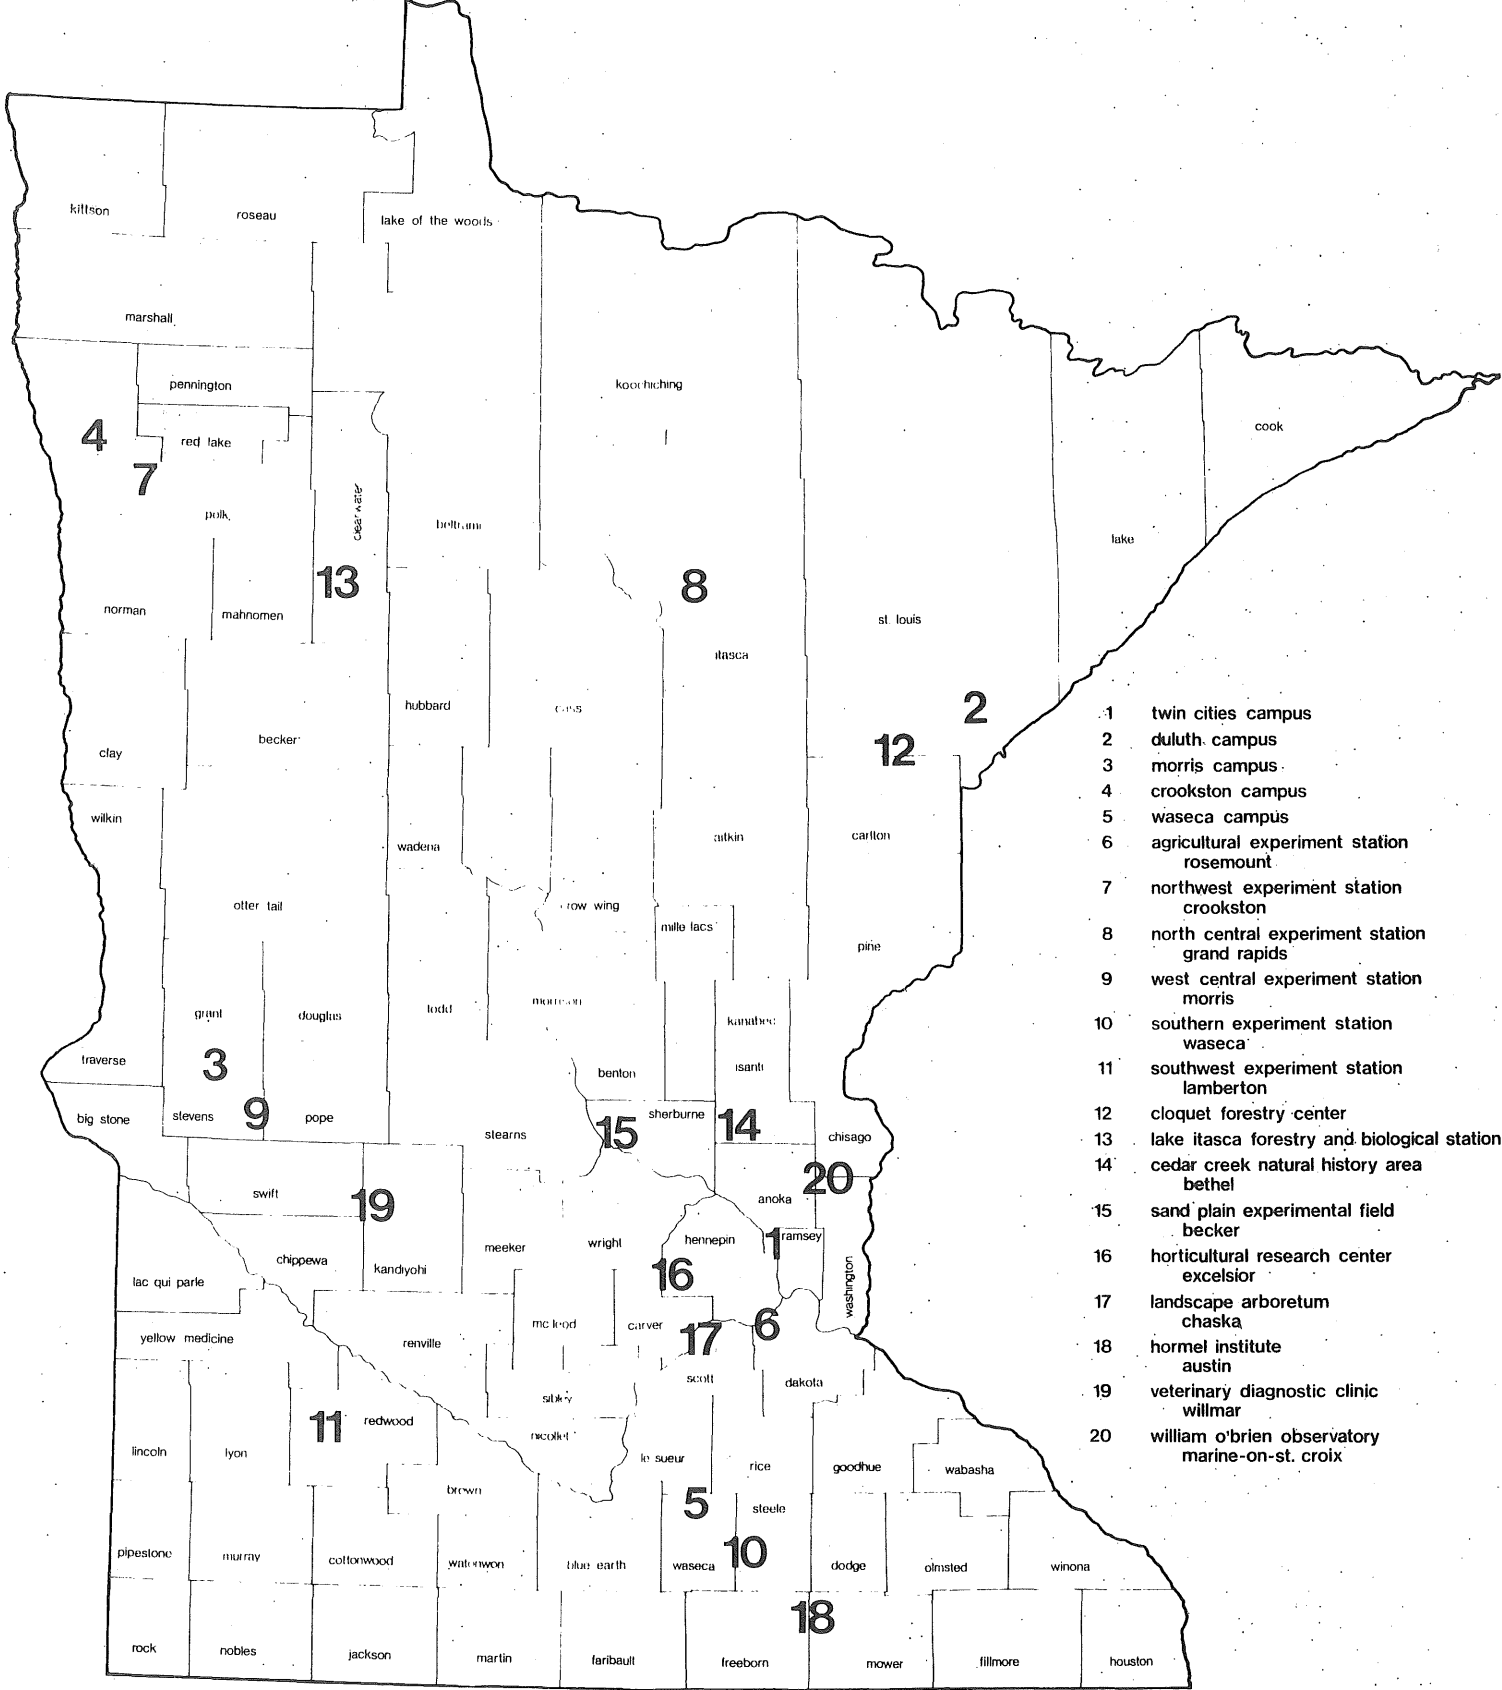 kittson
roseau
lake of the woods
marshall
pennington
koochiching
cook
4
red lake
7
clearwater
polk
beltrami
lake
13
8
norman
mahnomen
st. louis
itasca
hubbard
cass
2
becker
clay
12
wilkin
wadena
aitkin
carlton
otter tail
row wing
mille lacs
pine
grant
douglas
todd
morrison
kanabec
traverse
3
benton
isanti
big stone
stevens
9
pope
stearns
15
sherburne
14
chisago
swift
19
anoka
20
chippewa
kandiyohi
meeker
wright
hennepin
1
ramsey
16
washington
lac qui parle
yellow medicine
renville
mc leod
carver
17
6
scott
dakota
sibley
11
redwood
nicollet
lincoln
lyon
le sueur
rice
goodhue
wabasha
brown
5
steele
pipestone
murray
cottonwood
watonwan
blue earth
waseca
10
dodge
olmsted
winona
18
rock
nobles
jackson
martin
faribault
freeborn
mower
fillmore
houston
1 twin cities campus
2 duluth campus
3 morris campus
4 crookston campus
5 waseca campus
6 agricultural experiment station
rosemount
7 northwest experiment station
crookston
8 north central experiment station
grand rapids
9 west central experiment station
morris
10 southern experiment station
waseca
11 southwest experiment station
lamberton
12 cloquet forestry center
13 lake itasca forestry and biological station
14 cedar creek natural history area
bethel
15 sand plain experimental field
becker
16 horticultural research center
excelsior
17 landscape arboretum
chaska
18 hormel institute
austin
19 veterinary diagnostic clinic
willmar
20 william o'brien observatory
marine-on-st. croix